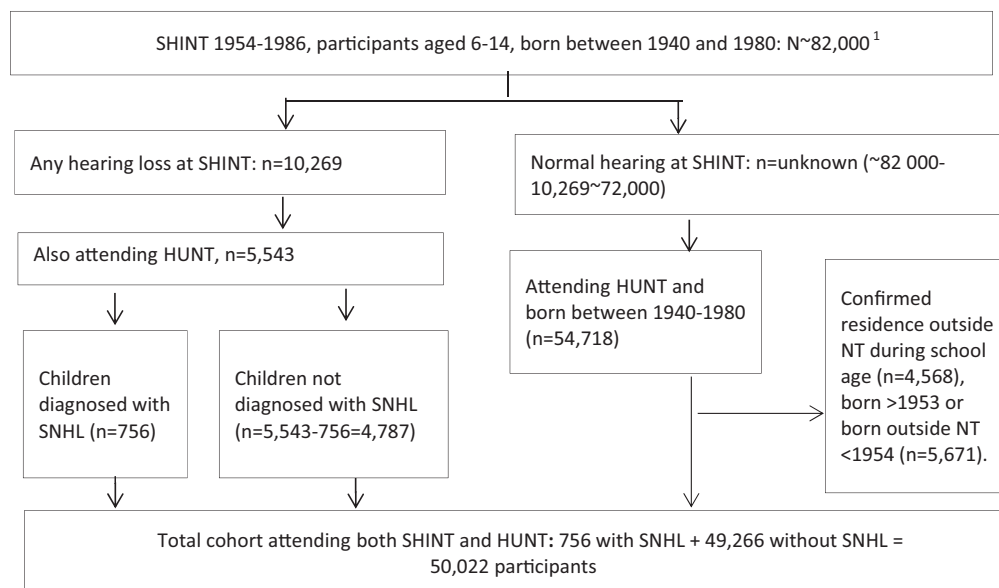 SHINT 1954-1986, participants aged 6-14, born between 1940 and 1980: N~82,000 1
Any hearing loss at SHINT: n=10,269
Normal hearing at SHINT: n=unknown (~82 000-
10,269~72,000)
Also attending HUNT, n=5,543
Attending HUNT and
born between 1940-1980
(n=54,718)
Confirmed
residence outside
NT during school
age (n=4,568),
born >1953 or
born outside NT
<1954 (n=5,671).
Children
diagnosed with
SNHL (n=756)
Children not
diagnosed with SNHL
(n=5,543-756=4,787)
Total cohort attending both SHINT and HUNT: 756 with SNHL + 49,266 without SNHL =
50,022 participants